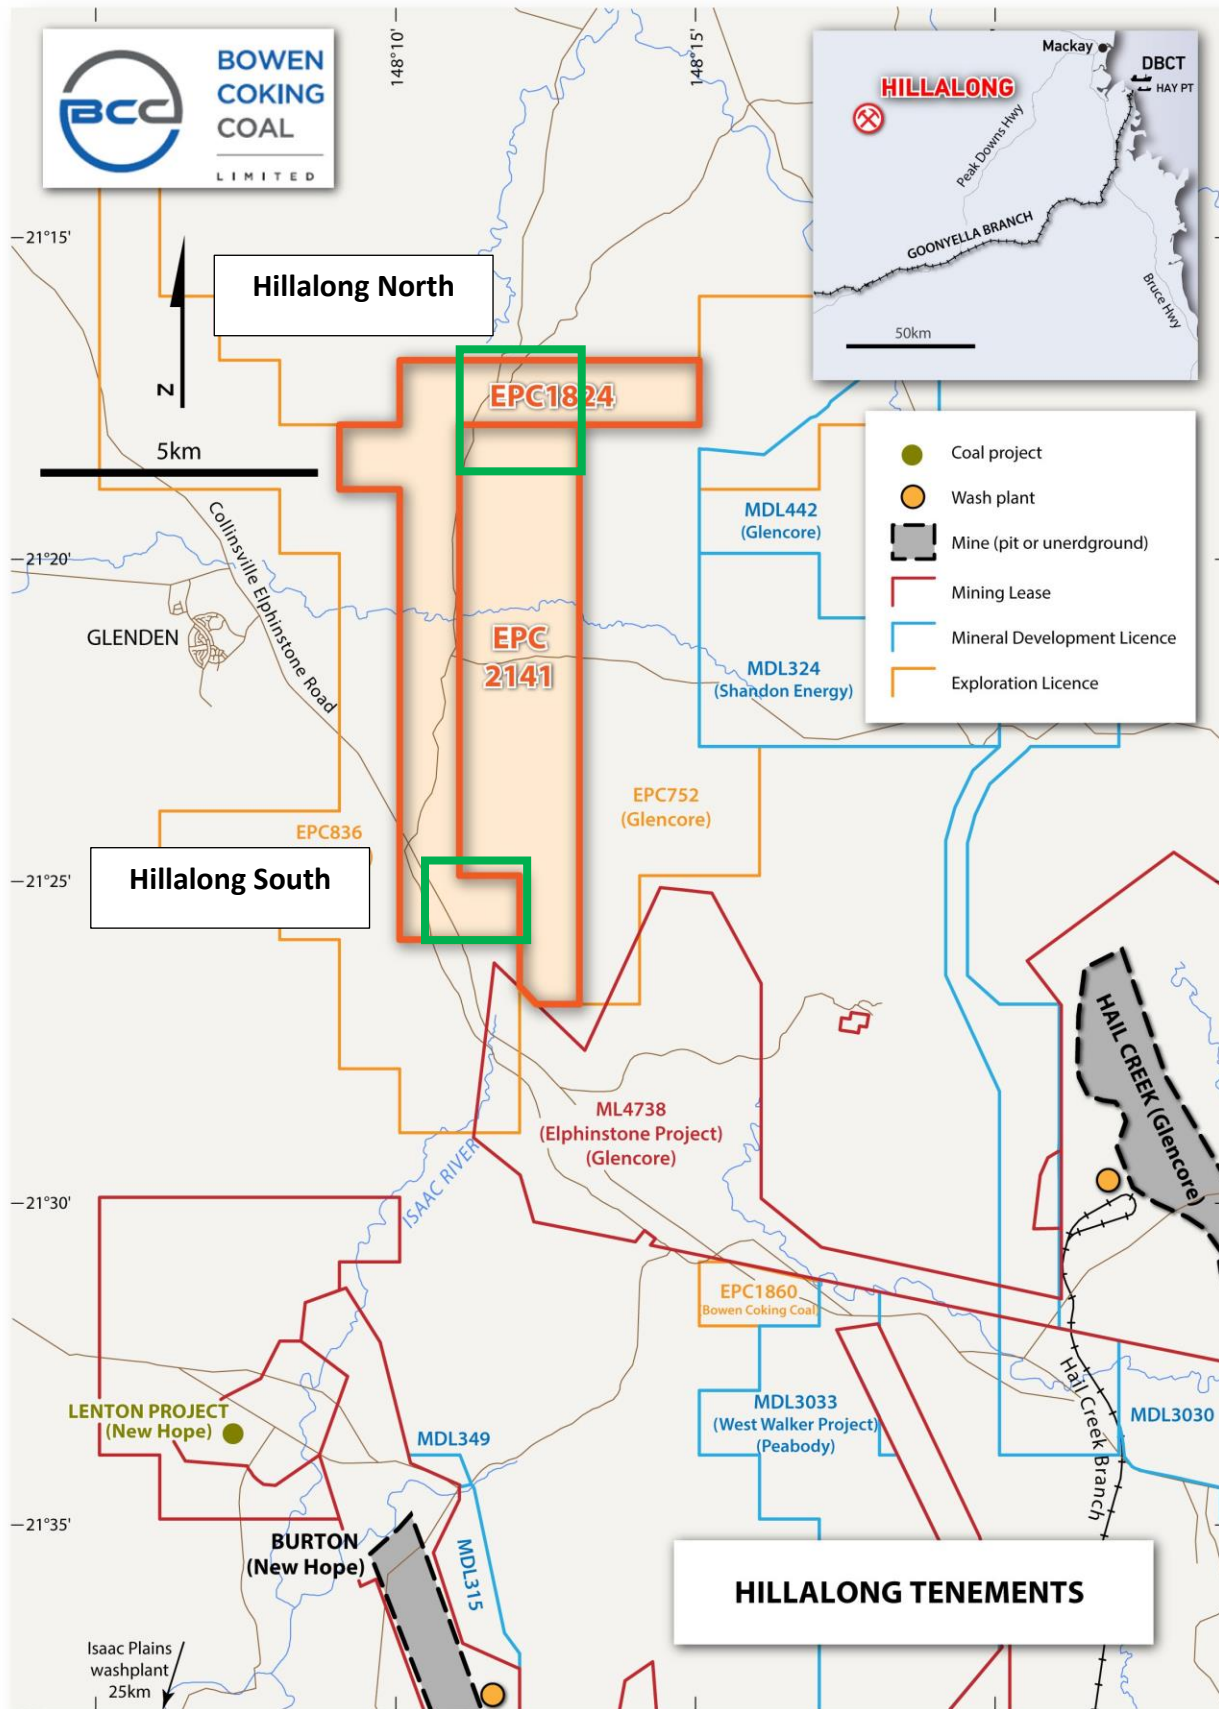 148°10'
148°15'
BCC
BOWEN
COKING
COAL
LIMITED
Mackay
DBCT
HAY PT
HILLALONG
Peak Downs Hwy
GOONYELLA BRANCH
Bruce Hwy
50km
21°15'
Hillalong North
N
EPC1824
5km
Coal project
Wash plant
Mine (pit or unerdground)
Mining Lease
Mineral Development Licence
Exploration Licence
MDL442
(Glencore)
21°20'
Collinsville Elphinstone Road
GLENDEN
EPC
2141
MDL324
(Shandon Energy)
EPC752
(Glencore)
EPC836
Hillalong South
21°25'
HAIL CREEK (Glencore)
ML4738
(Elphinstone Project)
(Glencore)
ISAAC RIVER
21°30'
EPC1860
Bowen Coking Coal
LENTON PROJECT
(New Hope)
MDL349
MDL3033
(West Walker Project)
(Peabody)
Hail Creek Branch
MDL3030
21°35'
BURTON
(New Hope)
MDL315
HILLALONG TENEMENTS
Isaac Plains
washplant
25km